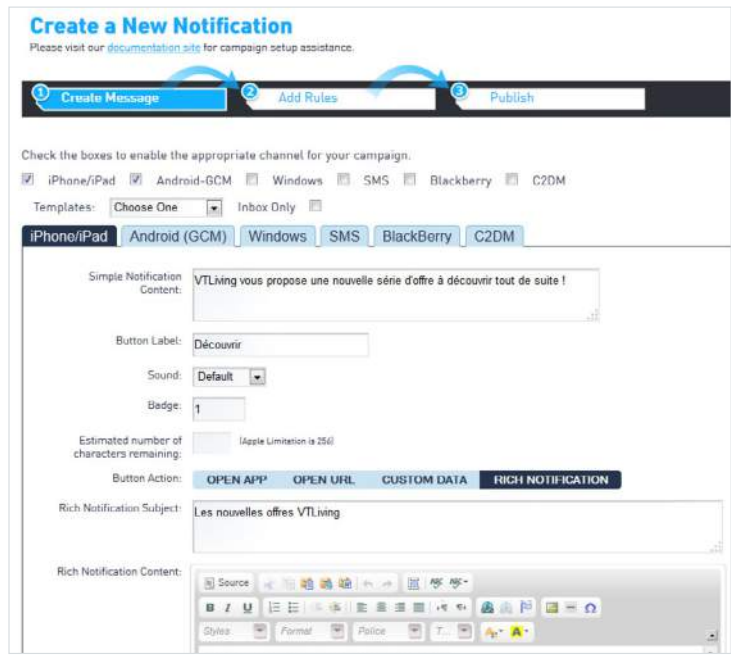 Create a New Notification
Please visit our documentation site for campaign setup assistance.
1 Create Message 2 Add Rules 3 Publish
Check the boxes to enable the appropriate channel for your campaign.
iPhone/iPad Android-GCM Windows SMS Blackberry C2DM
Templates: Choose One Inbox Only
iPhone/iPad Android (GCM) Windows SMS BlackBerry C2DM
Simple Notification Content:
VTLiving vous propose une nouvelle série d'offre à découvrir tout de suite !
Button Label: Découvrir
Sound: Default
Badge: 1
Estimated number of characters remaining:
(Apple Limitation is 256)
Button Action: OPEN APP OPEN URL CUSTOM DATA RICH NOTIFICATION
Rich Notification Subject: Les nouvelles offres VTLiving
Rich Notification Content:
Source
B I U
Styles Format Police T...